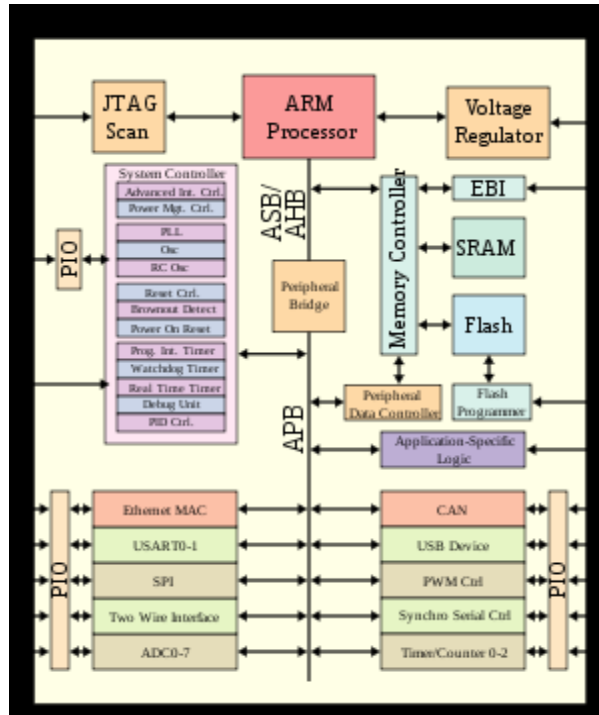 JTAG
Scan
ARM
Processor
Voltage
Regulator
System Controller
Advanced Int. Ctrl.
Power Mgt. Ctrl.
PLL
Osc
RC Osc
Reset Ctrl.
Brownout Detect
Power On Reset
Prog. Int. Timer
Watchdog Timer
Real Time Timer
Debug Unit
PID Ctrl.
PIO
ASB/
AHB
Peripheral
Bridge
APB
Memory Controller
EBI
SRAM
Flash
Peripheral
Data Controller
Flash
Programmer
Application-Specific
Logic
PIO
Ethernet MAC
USART0-1
SPI
Two Wire Interface
ADC0-7
CAN
USB Device
PWM Ctrl
Synchro Serial Ctrl
Timer/Counter 0-2
PIO